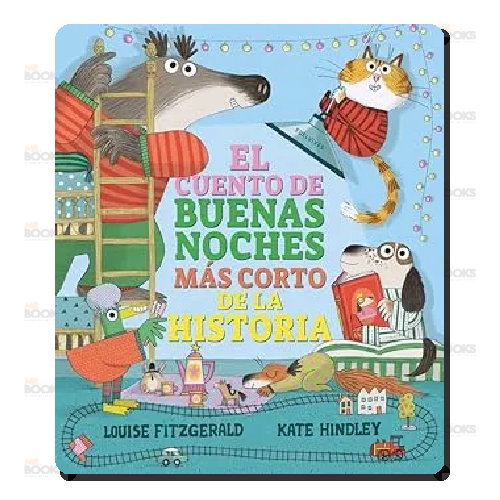 EL
CUENTO DE
BUENAS
NOCHES
MÁS CORTO
DE LA
HISTORIA
LOUISE FITZGERALD KATE HINDLEY